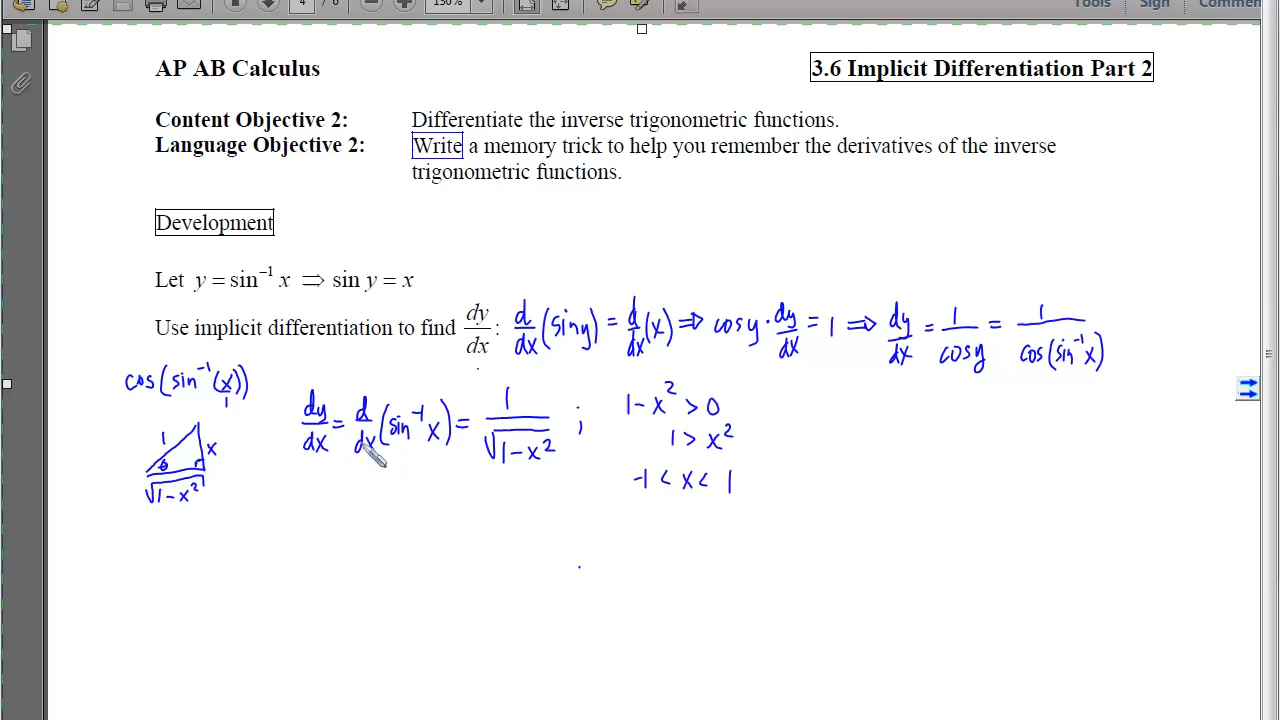 4 / 6 130% Tools Sign Comment
AP AB Calculus 3.6 Implicit Differentiation Part 2
Content Objective 2: Differentiate the inverse trigonometric functions.
Language Objective 2: Write a memory trick to help you remember the derivatives of the inverse
trigonometric functions.
Development
Let y = sin⁻¹ x ⇒ sin y = x
Use implicit differentiation to find dy/dx : d/dx (sin y) = d/dx (x) ⇒ cos y · dy/dx = 1 ⇒ dy/dx = 1/cos y = 1/cos(sin⁻¹ x)
cos(sin⁻¹(x/1))
dy/dx = d/dx (sin⁻¹ x) = 1/√(1-x²) ; 1-x² > 0
1 > x²
-1 < x < 1
1 x
θ
√(1-x²)